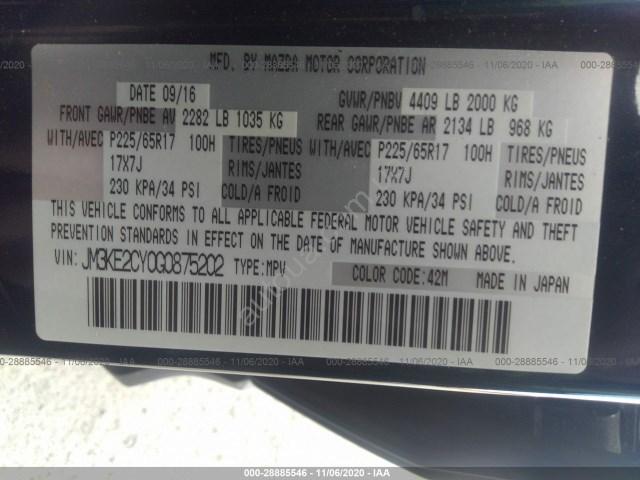 MFD. BY MAZDA MOTOR CORPORATION
DATE 09/16
GVWR/PNBV 4409 LB 2000 KG
FRONT GAWR/PNBE AV 2282 LB 1035 KG
REAR GAWR/PNBE AR 2134 LB 968 KG
WITH/AVEC P225/65R17 100H TIRES/PNEUS WITH/AVEC P225/65R17 100H TIRES/PNEUS
17X7J RIMS/JANTES 17X7J RIMS/JANTES
230 KPA/34 PSI COLD/A FROID 230 KPA/34 PSI COLD/A FROID
THIS VEHICLE CONFORMS TO ALL APPLICABLE FEDERAL MOTOR VEHICLE SAFETY AND THEFT
PREVENTION STANDARDS IN EFFECT ON THE DATE OF MANUFACTURE SHOWN ABOVE.
VIN: JM3KE2CY0G0875202 TYPE:MPV
COLOR CODE:42M MADE IN JAPAN
000-28885546 - 11/06/2020 - IAA